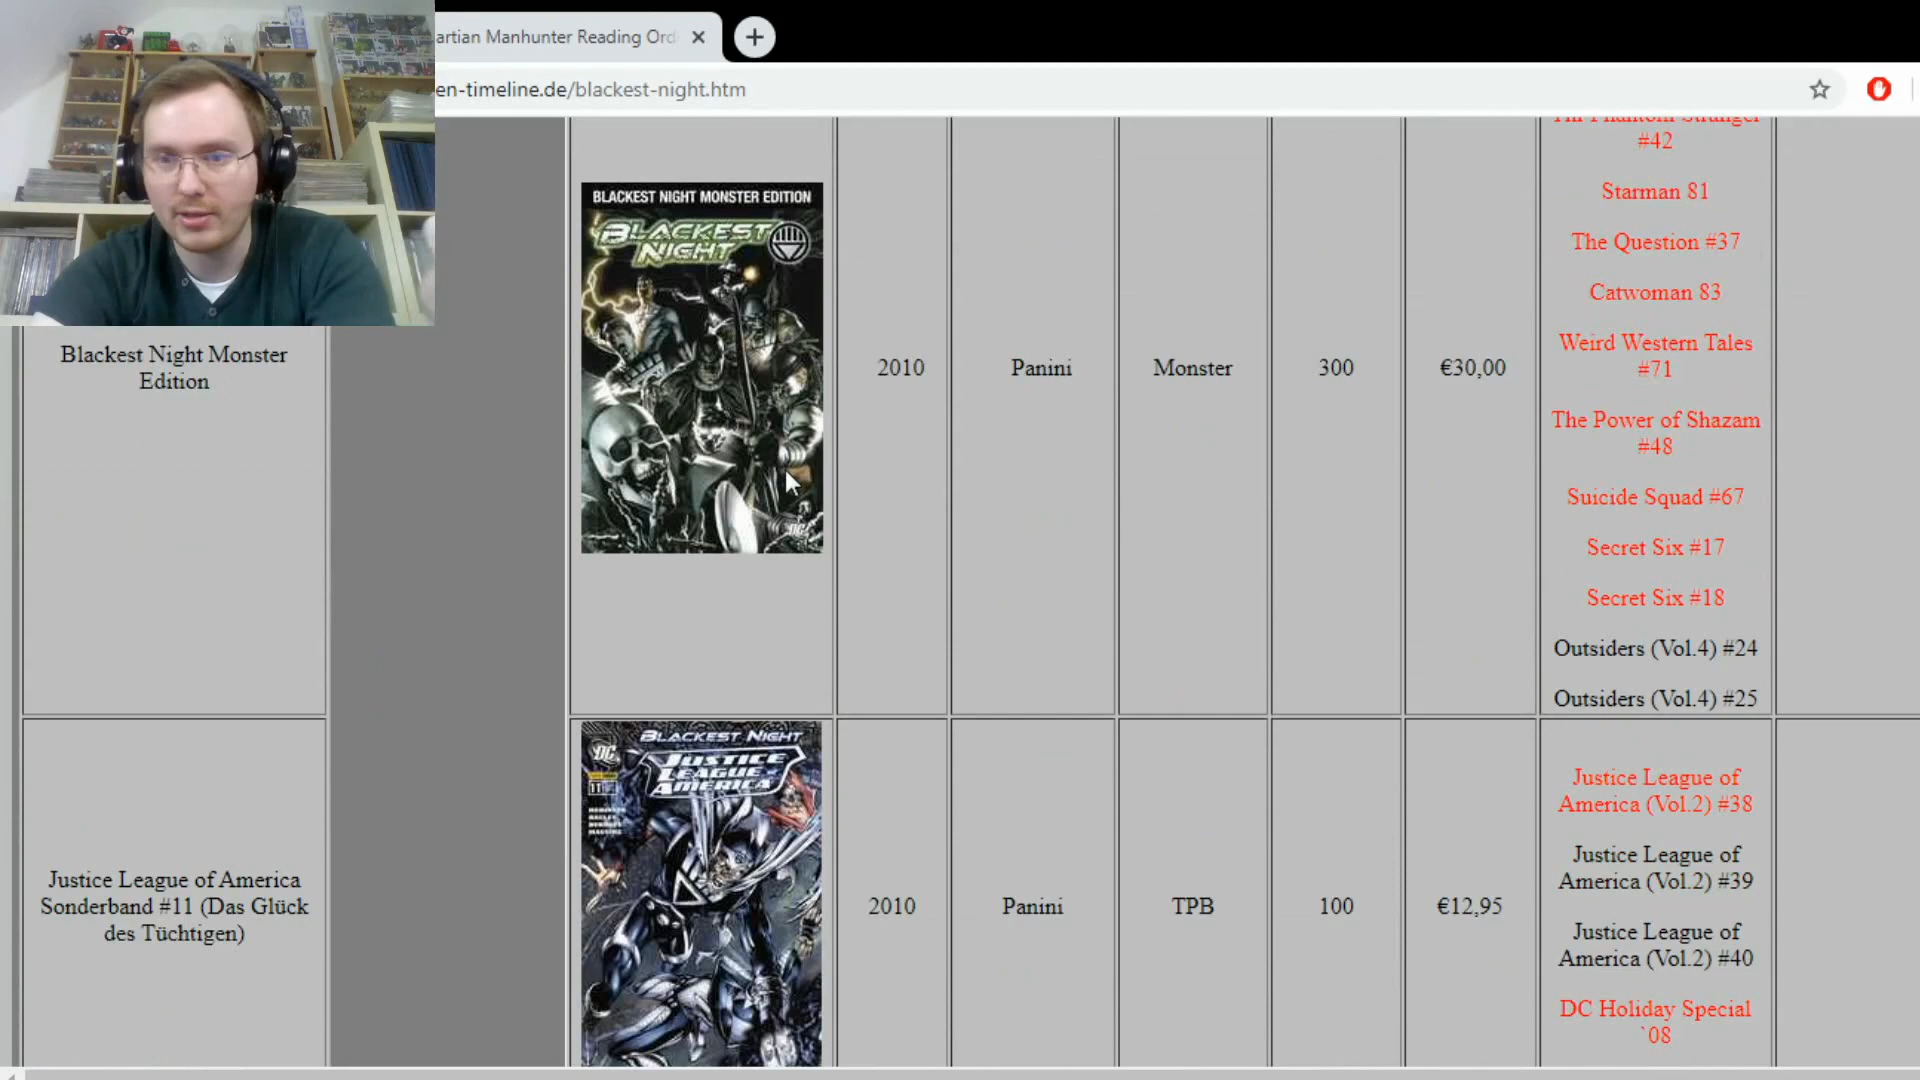 artian Manhunter Reading Ord
en-timeline.de/blackest-night.htm
#42
Starman 81
The Question #37
Catwoman 83
Weird Western Tales
#71
The Power of Shazam
#48
Suicide Squad #67
Secret Six #17
Secret Six #18
Outsiders (Vol.4) #24
Outsiders (Vol.4) #25
Blackest Night Monster
Edition
BLACKEST NIGHT MONSTER EDITION
BLACKEST
NIGHT
DC
2010
Panini
Monster
300
€30,00
Justice League of America
Sonderband #11 (Das Glück
des Tüchtigen)
BLACKEST NIGHT
DC
JUSTICE
LEAGUE OF
AMERICA
11
2010
Panini
TPB
100
€12,95
Justice League of
America (Vol.2) #38
Justice League of
America (Vol.2) #39
Justice League of
America (Vol.2) #40
DC Holiday Special
`08